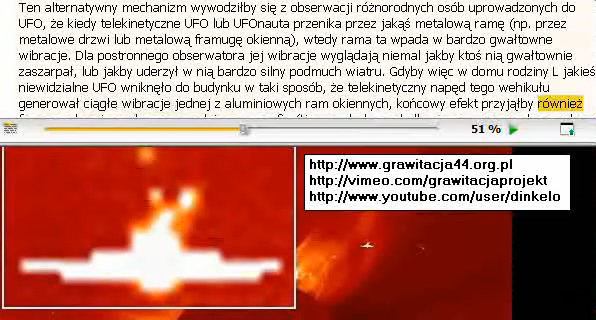 Ten alternatywny mechanizm wywodziłby się z obserwacji różnorodnych osób uprowadzonych do
UFO, że kiedy telekinetyczne UFO lub UFOnauta przenika przez jakąś metalową ramę (np. przez
metalowe drzwi lub metalową framugę okienną), wtedy rama ta wpada w bardzo gwałtowne
wibracje. Dla postronnego obserwatora jej wibracje wyglądają niemal jakby ktoś nią gwałtownie
zaszarpał, lub jakby uderzył w nią bardzo silny podmuch wiatru. Gdyby więc w domu rodziny L jakieś
niewidzialne UFO wniknęło do budynku w taki sposób, że telekinetyczny napęd tego wehikułu
generował ciągłe wibracje jednej z aluminiowych ram okiennych, końcowy efekt przyjąłby również
51 %
http://www.grawitacja44.org.pl
http://vimeo.com/grawitacjaprojekt
http://www.youtube.com/user/dinkelo